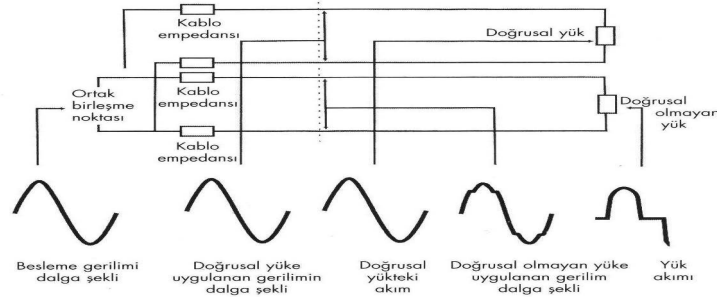 Kablo
empedansı
Doğrusal yük
Ortak
birleşme
noktası
Kablo
empedansı
Doğrusal
olmayan
yük
Kablo
empedansı
Besleme gerilimi
dalga şekli
Doğrusal yüke
uygulanan gerilimin
dalga şekli
Doğrusal
yükteki
akım
Doğrusal olmayan yüke
uygulanan gerilim
dalga şekli
Yük
akımı